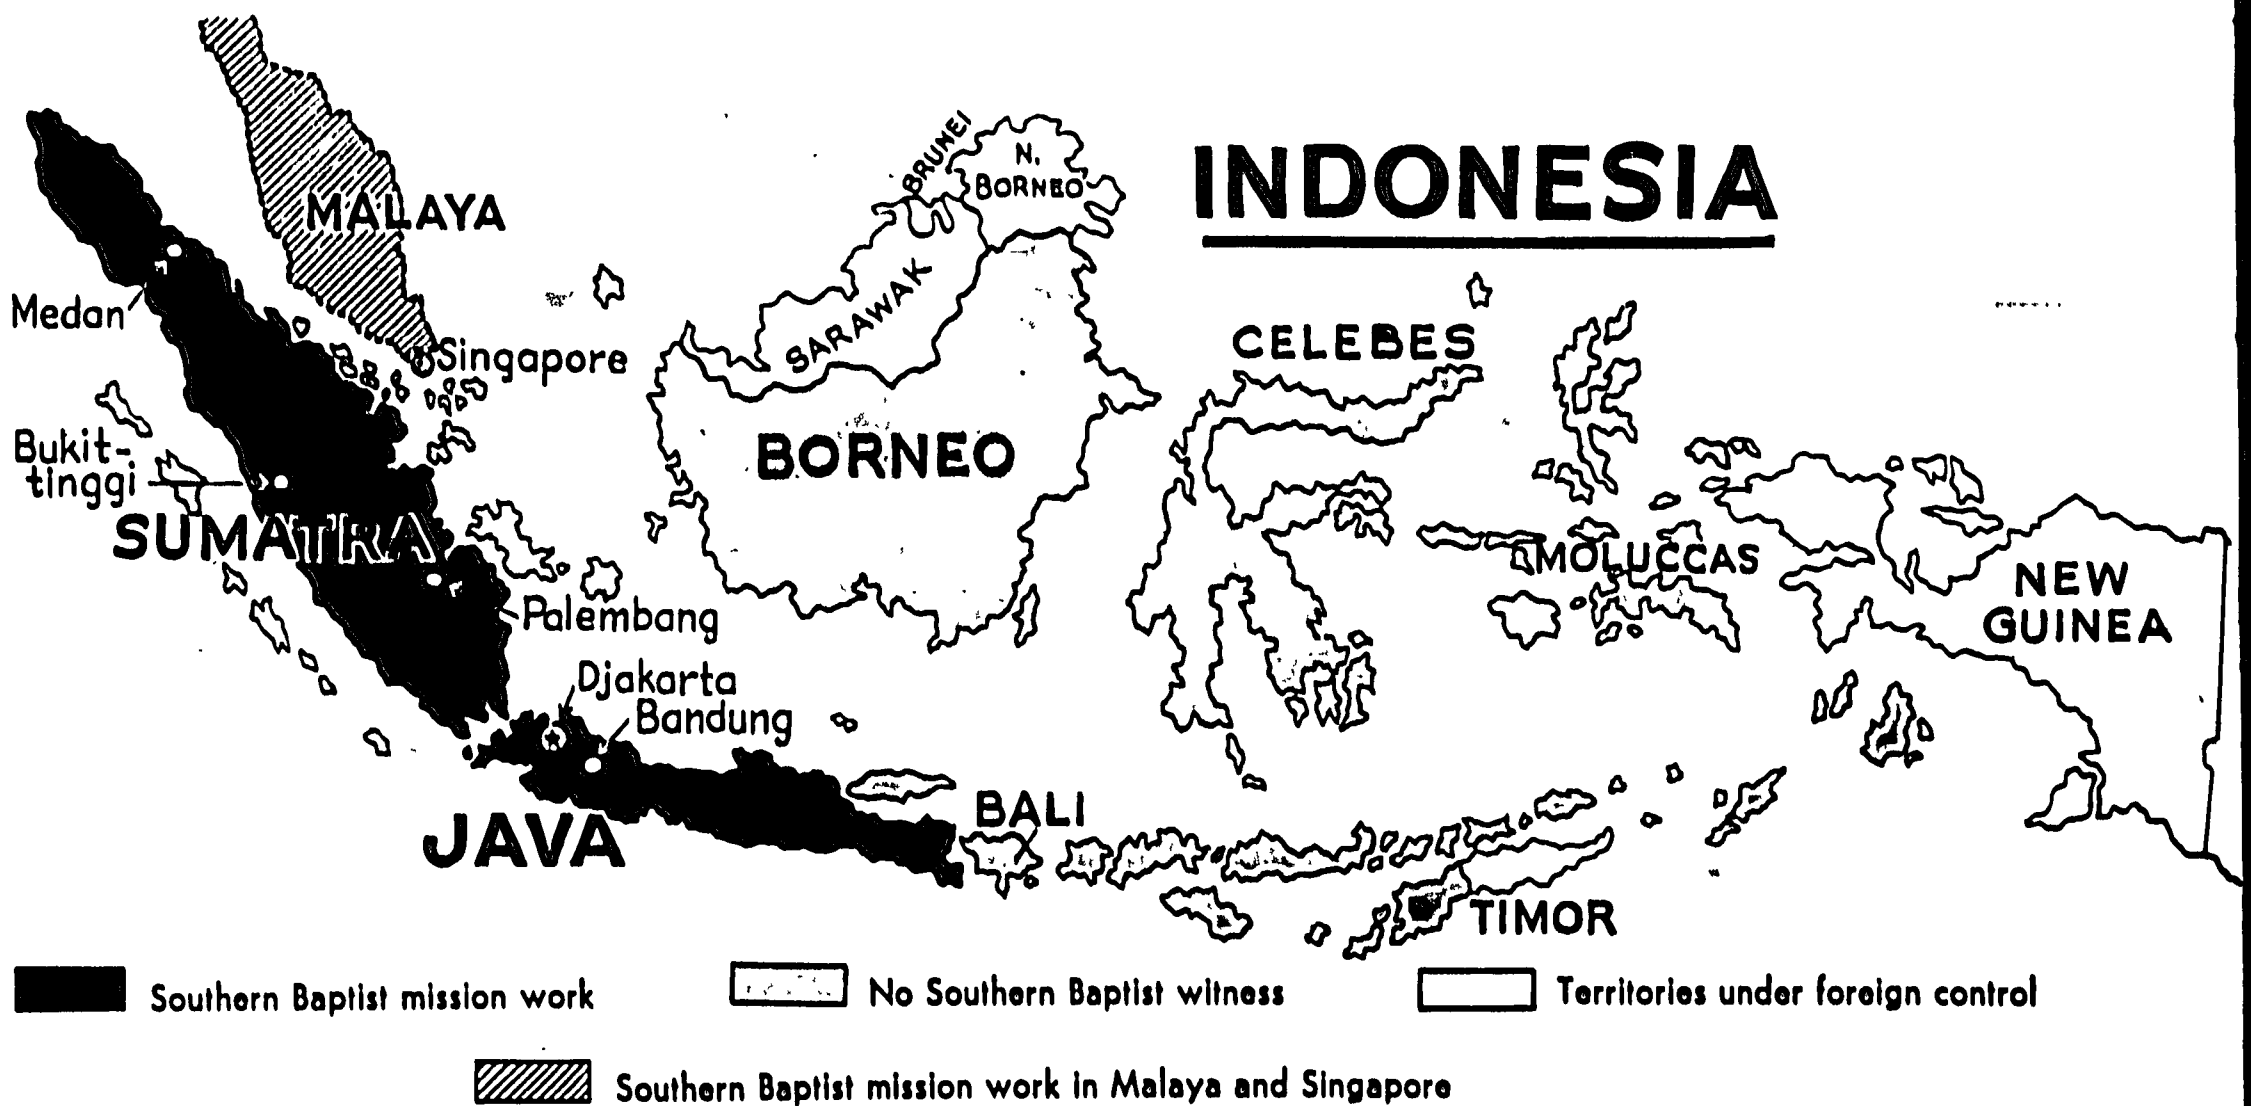 INDONESIA
BRUNEI
N.
BORNEO
MALAYA
SARAWAK
Medan
Singapore
CELEBES
Bukit-
tinggi
BORNEO
SUMATRA
MOLUCCAS
NEW
GUINEA
Palembang
Djakarta
Bandung
JAVA
BALI
TIMOR
Southern Baptist mission work
No Southern Baptist witness
Territories under foreign control
Southern Baptist mission work in Malaya and Singapore